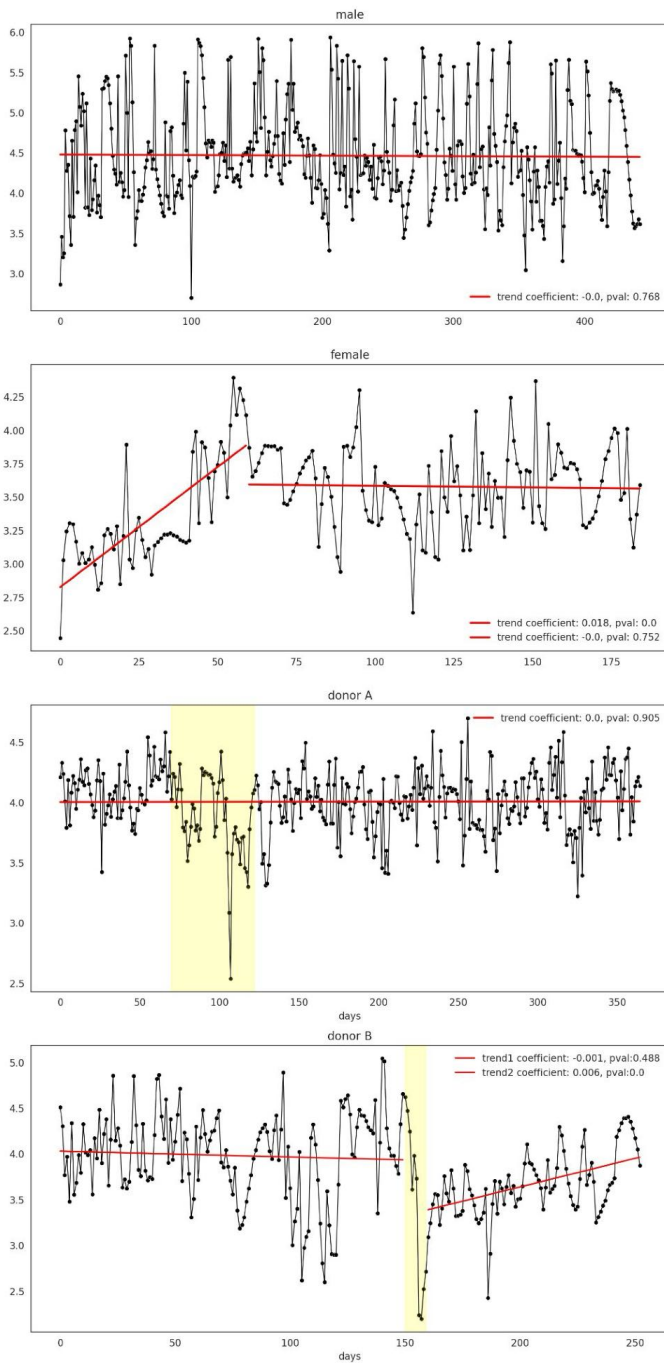 male
6.0
5.5
5.0
4.5
4.0
3.5
3.0
trend coefficient: -0.0, pval: 0.768
0 100 200 300 400
female
4.25
4.00
3.75
3.50
3.25
3.00
2.75
2.50
trend coefficient: 0.018, pval: 0.0
trend coefficient: -0.0, pval: 0.752
0 25 50 75 100 125 150 175
donor A
trend coefficient: 0.0, pval: 0.905
4.5
4.0
3.5
3.0
2.5
0 50 100 150 200 250 300 350
days
donor B
5.0
trend1 coefficient: -0.001, pval:0.488
trend2 coefficient: 0.006, pval:0.0
4.5
4.0
3.5
3.0
2.5
0 50 100 150 200 250
days